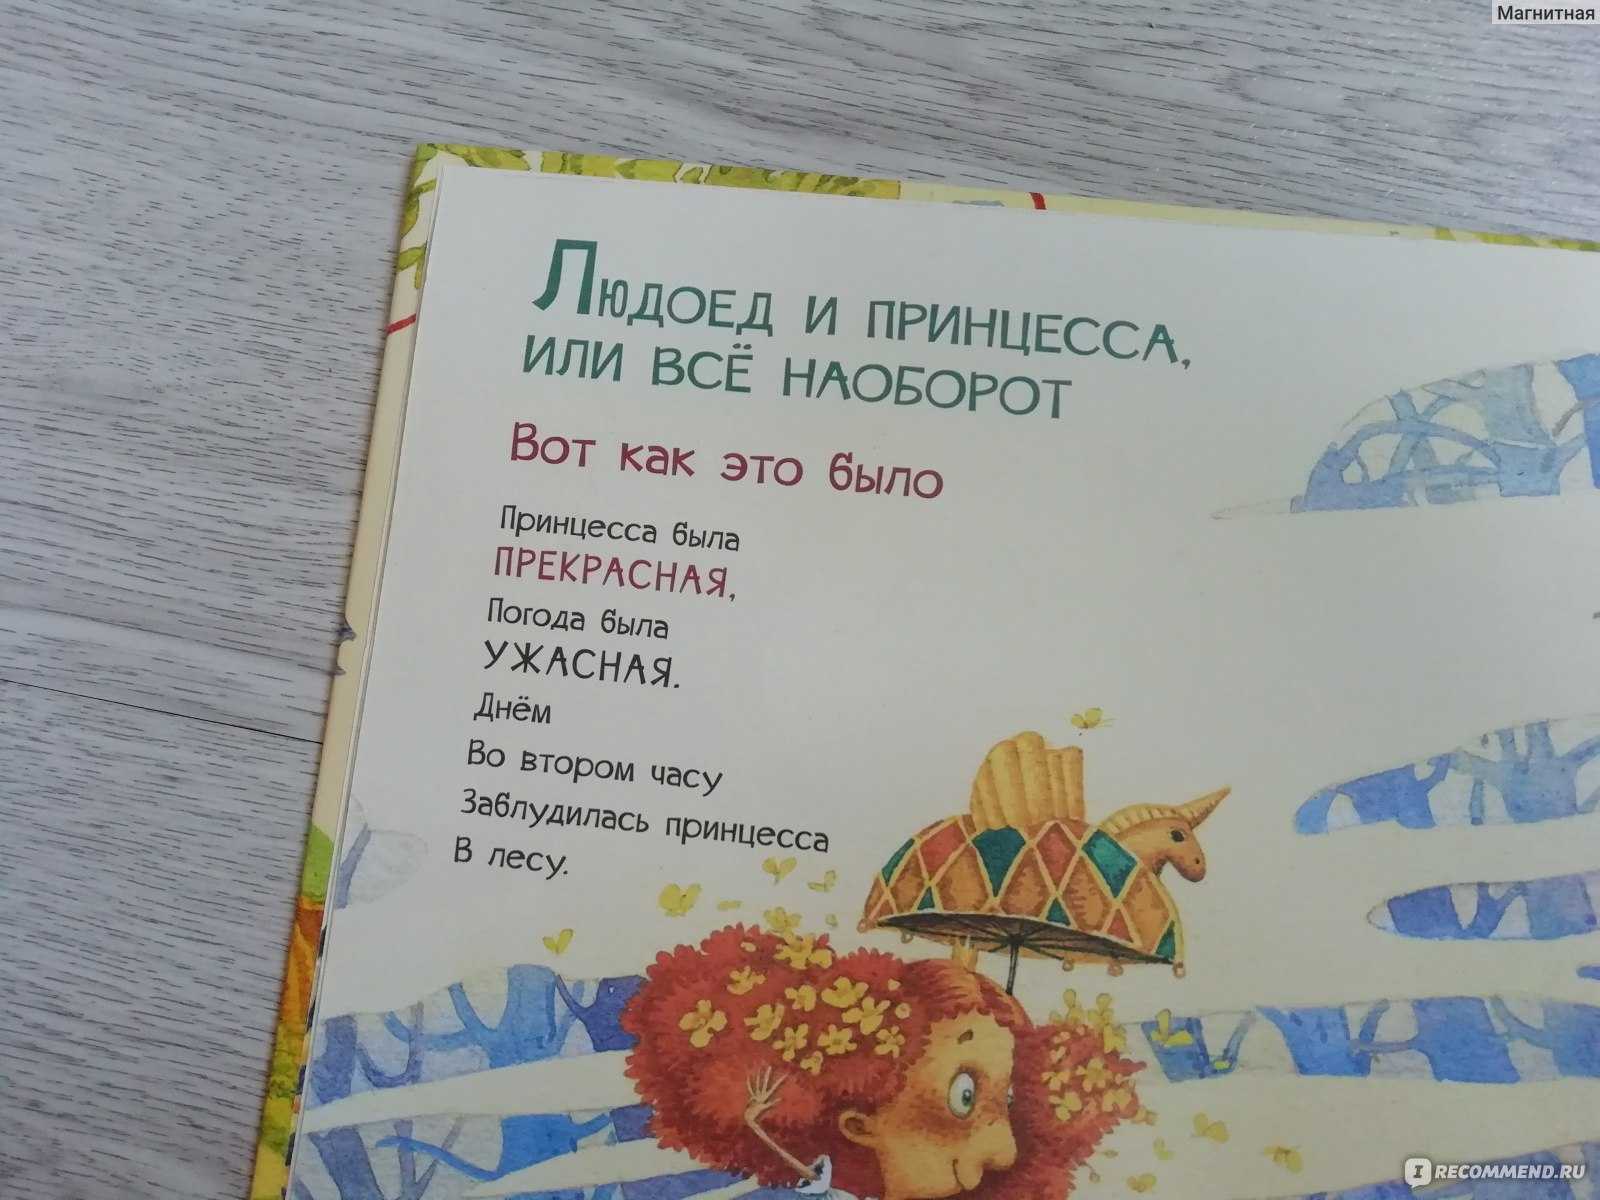 Магнитная
Людоед и принцесса,
или всё наоборот
Вот как это было
Принцесса была
ПРЕКРАСНАЯ,
Погода была
УЖАСНАЯ.
Днём
Во втором часу
Заблудилась принцесса
В лесу.
IRECOMMEND.RU